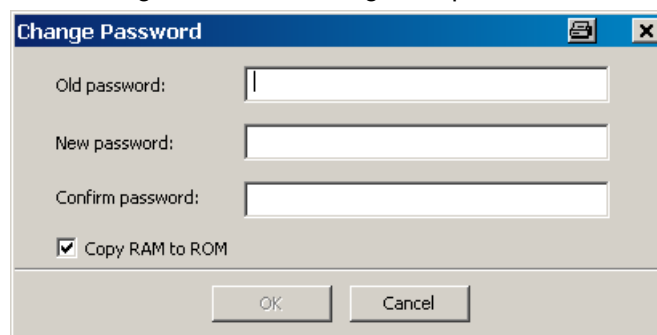 Change Password
Old password:
New password:
Confirm password:
Copy RAM to ROM
OK Cancel